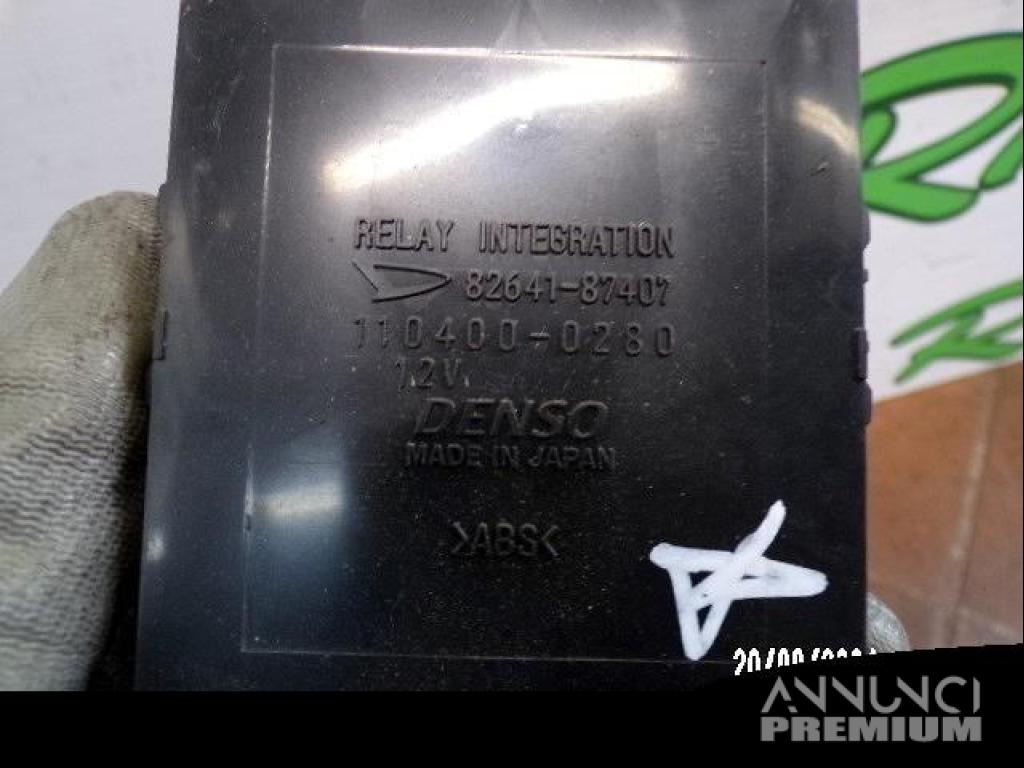 RELAY INTEGRATION
82641-87407
110400-0280
12V
DENSO
MADE IN JAPAN
>ABS<
ANNUNCI
PREMIUM